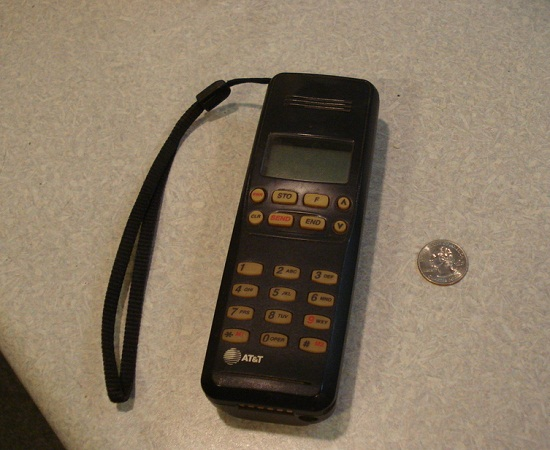 STO F
CLR SEND END
1 2 ABC 3 DEF
4 GHI 5 JKL 6 MNO
7 PRS 8 TUV 9 WXY
* 0 OPER #
AT&T